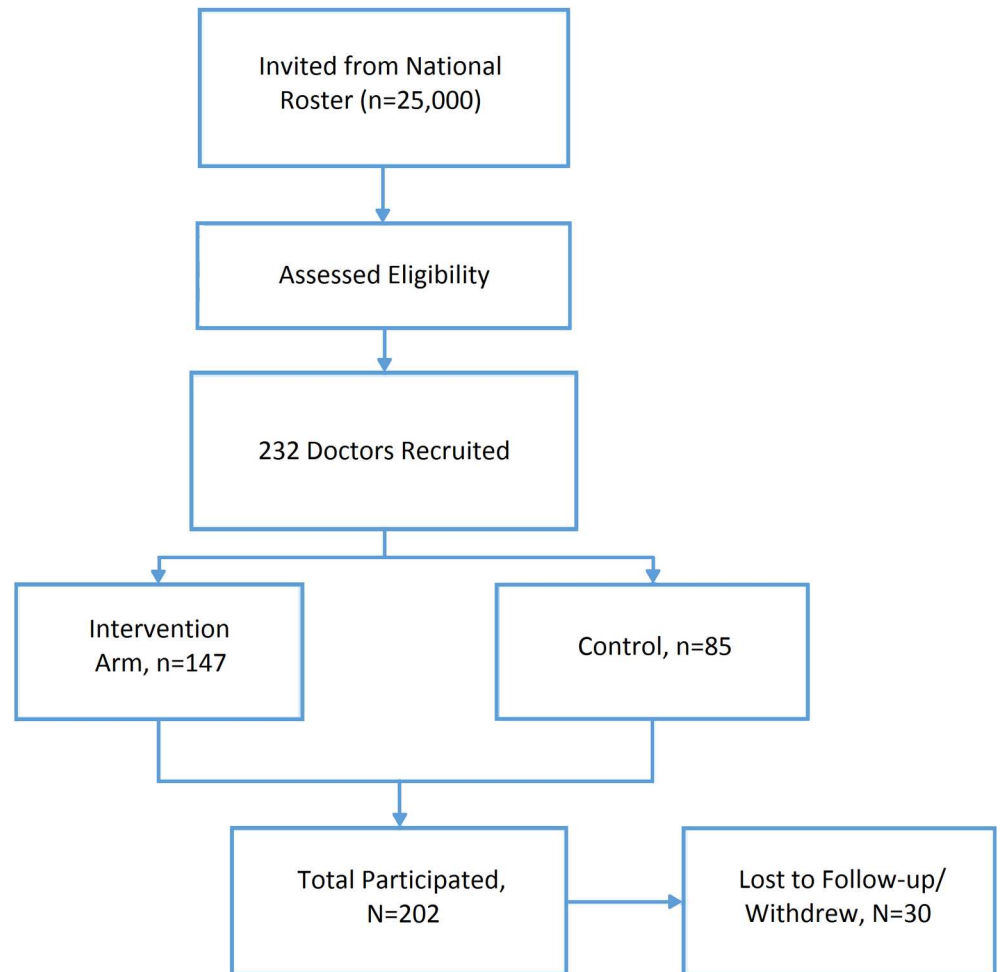 Invited from National
Roster (n=25,000)
Assessed Eligibility
232 Doctors Recruited
Intervention
Arm, n=147
Control, n=85
Total Participated,
N=202
Lost to Follow-up/
Withdrew, N=30